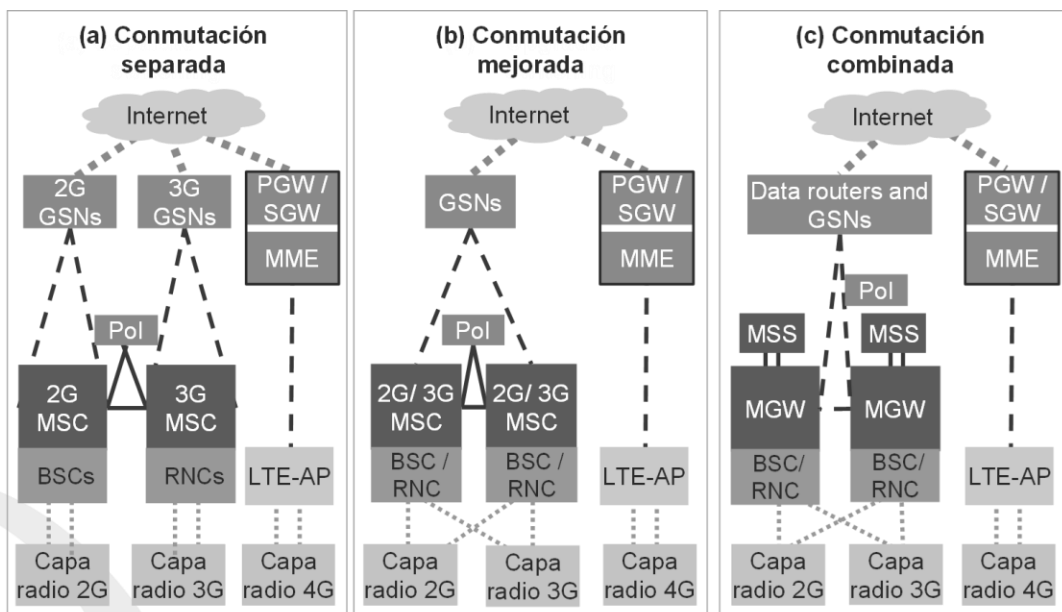 (a) Conmutación
separada
Internet
2G
GSNs
3G
GSNs
PGW /
SGW
MME
PoI
2G
MSC
3G
MSC
BSCs
RNCs
LTE-AP
Capa
radio 2G
Capa
radio 3G
Capa
radio 4G
(b) Conmutación
mejorada
Internet
GSNs
PGW /
SGW
MME
PoI
2G/ 3G
MSC
2G/ 3G
MSC
BSC /
RNC
BSC /
RNC
LTE-AP
Capa
radio 2G
Capa
radio 3G
Capa
radio 4G
(c) Conmutación
combinada
Internet
Data routers and
GSNs
PGW /
SGW
MME
PoI
MSS
MSS
MGW
MGW
BSC/
RNC
BSC/
RNC
LTE-AP
Capa
radio 2G
Capa
radio 3G
Capa
radio 4G